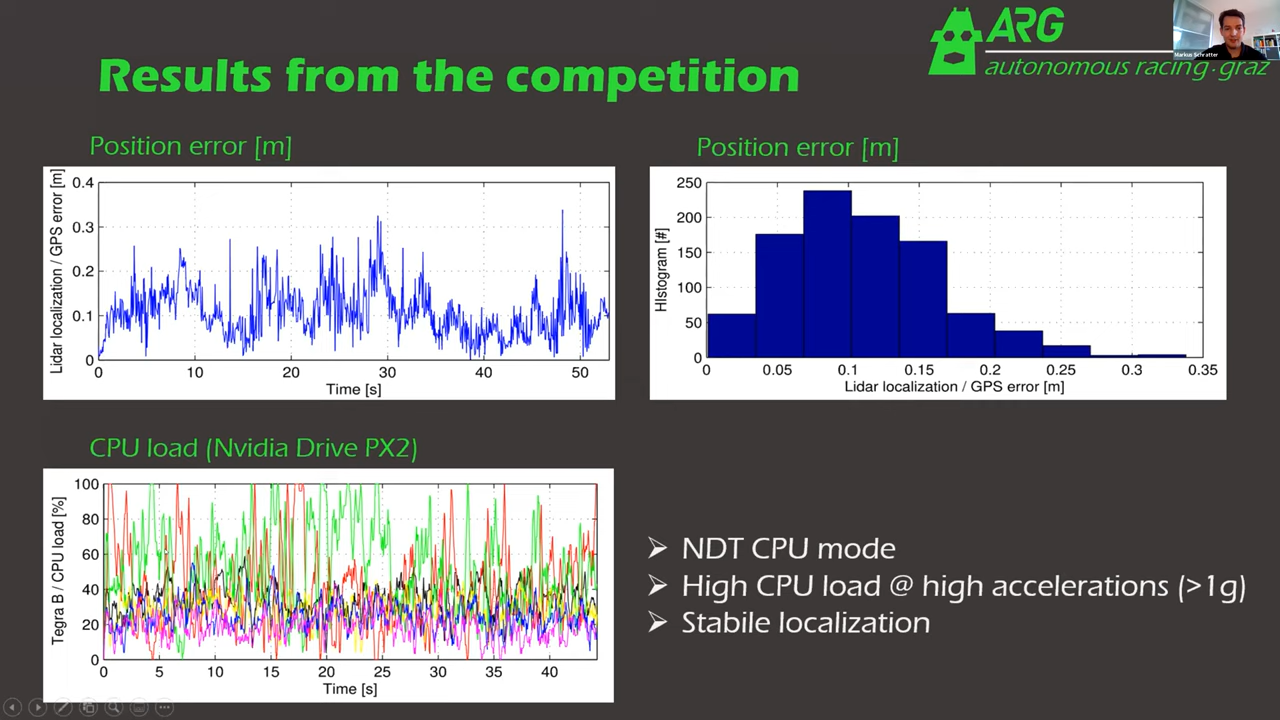 ARG
autonomous racing·graz
Markus Schratter
Results from the competition
Position error [m]
Lidar localization / GPS error [m]
0.4
0.3
0.2
0.1
0
0 10 20 30 40 50
Time [s]
Position error [m]
HIstogram [#]
250
200
150
100
50
0
0 0.05 0.1 0.15 0.2 0.25 0.3 0.35
Lidar localization / GPS error [m]
CPU load (Nvidia Drive PX2)
Tegra B / CPU load [%]
100
80
60
40
20
0
0 5 10 15 20 25 30 35 40
Time [s]
NDT CPU mode
High CPU load @ high accelerations (>1g)
Stabile localization